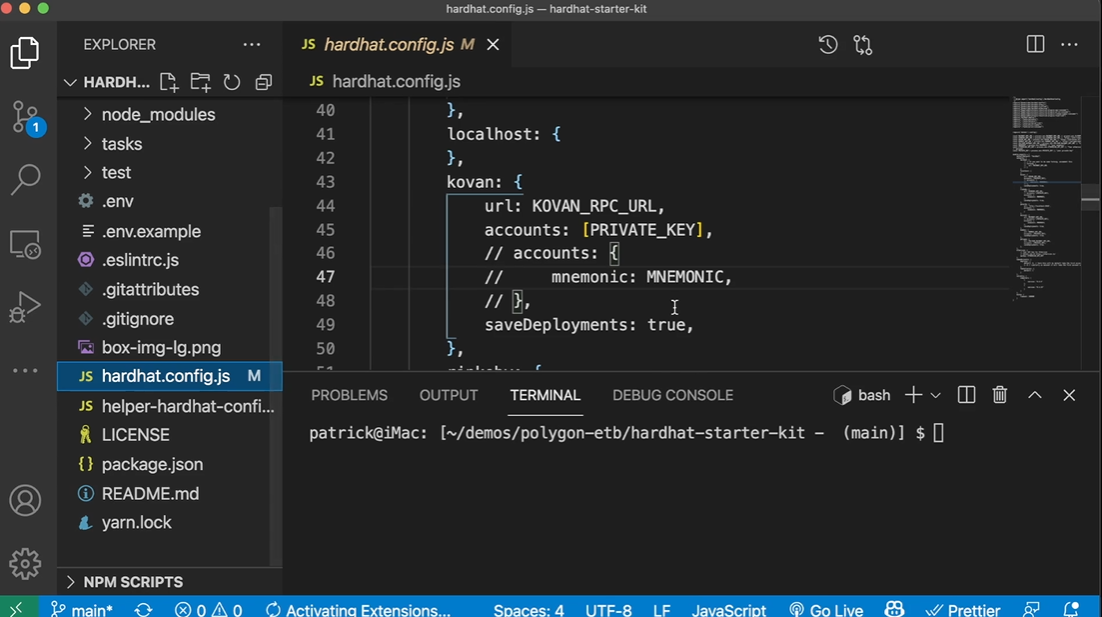 hardhat.config.js — hardhat-starter-kit
EXPLORER
HARDH...
node_modules
tasks
test
.env
.env.example
.eslintrc.js
.gitattributes
.gitignore
box-img-lg.png
JS hardhat.config.js M
JS helper-hardhat-confi...
LICENSE
{} package.json
README.md
yarn.lock
NPM SCRIPTS
1
JS hardhat.config.js M
JS hardhat.config.js
40 },
41 localhost: {
42 },
43 kovan: {
44 url: KOVAN_RPC_URL,
45 accounts: [PRIVATE_KEY],
46 // accounts: {
47 // mnemonic: MNEMONIC,
48 // },
49 saveDeployments: true,
50 },
PROBLEMS OUTPUT TERMINAL DEBUG CONSOLE bash
patrick@iMac: [~/demos/polygon-etb/hardhat-starter-kit - (main)] $
main* 0 0 Activating Extensions... Spaces: 4 UTF-8 LF JavaScript Go Live Prettier